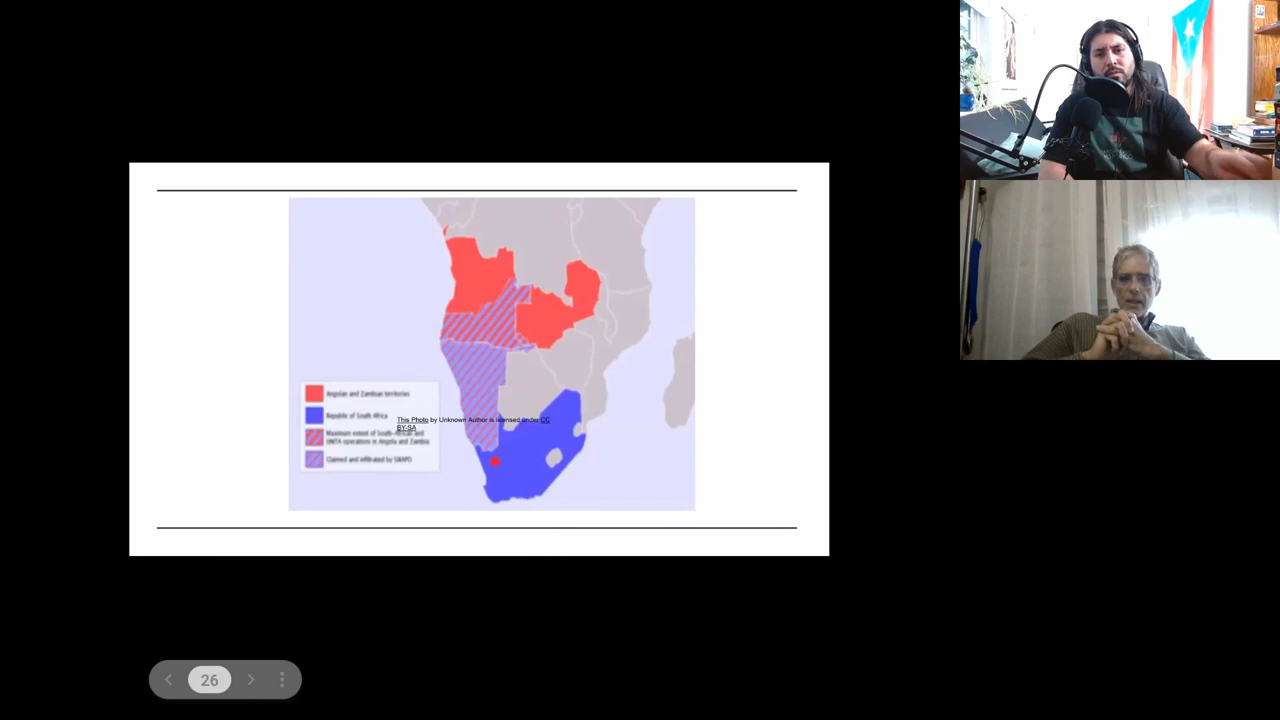 Angolan and Zambian territories
Republic of South Africa
This Photo by Unknown Author is licensed under CC
BY-SA
Maximum extent of South African and
UNITA operations in Angola and Zambia
Claimed and infiltrated by SWAPO
26